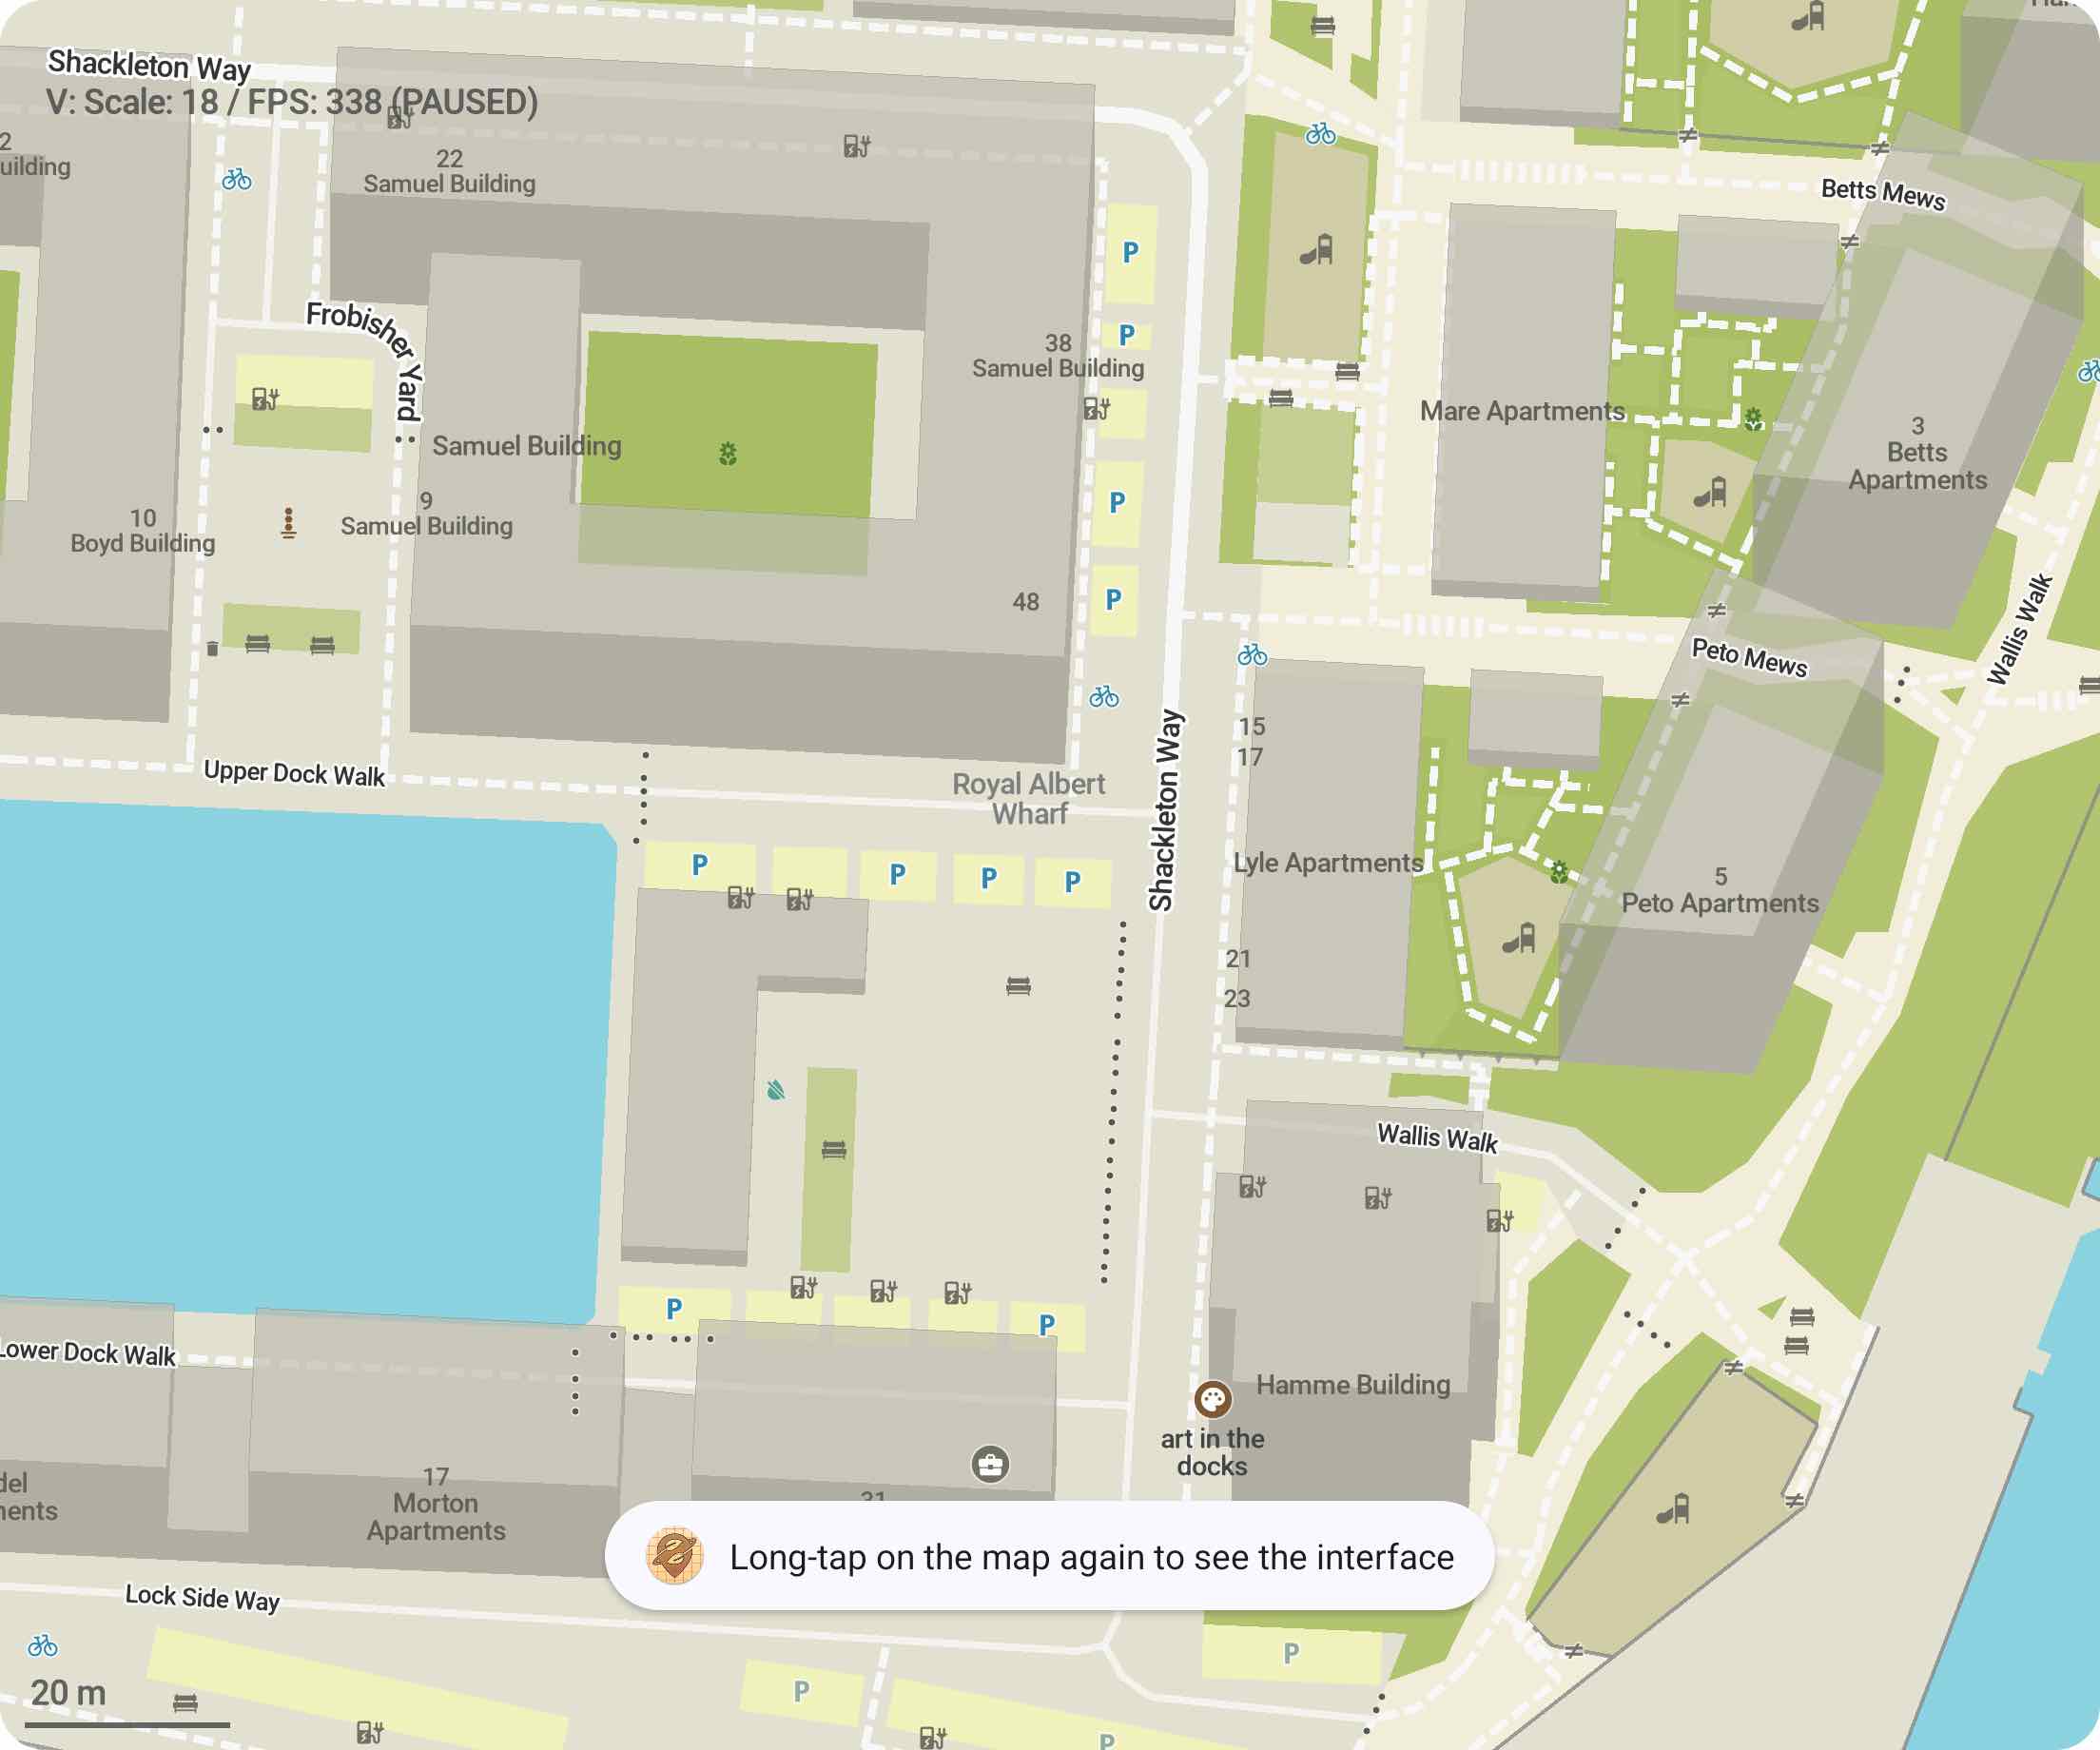 Shackleton Way
V: Scale: 18 / FPS: 338 (PAUSED)
22
Samuel Building
Betts Mews
P
Frobisher Yard
P
38
Samuel Building
Mare Apartments
3
Betts
Apartments
Samuel Building
9
Samuel Building
10
Boyd Building
P
P
48
Wallis Walk
Peto Mews
15
17
Upper Dock Walk
Royal Albert
Wharf
Shackleton Way
P
P
P
P
Lyle Apartments
5
Peto Apartments
21
23
Wallis Walk
P
P
Lower Dock Walk
Hamme Building
art in the
docks
17
Morton
Apartments
31
Long-tap on the map again to see the interface
Lock Side Way
P
P
P
20 m